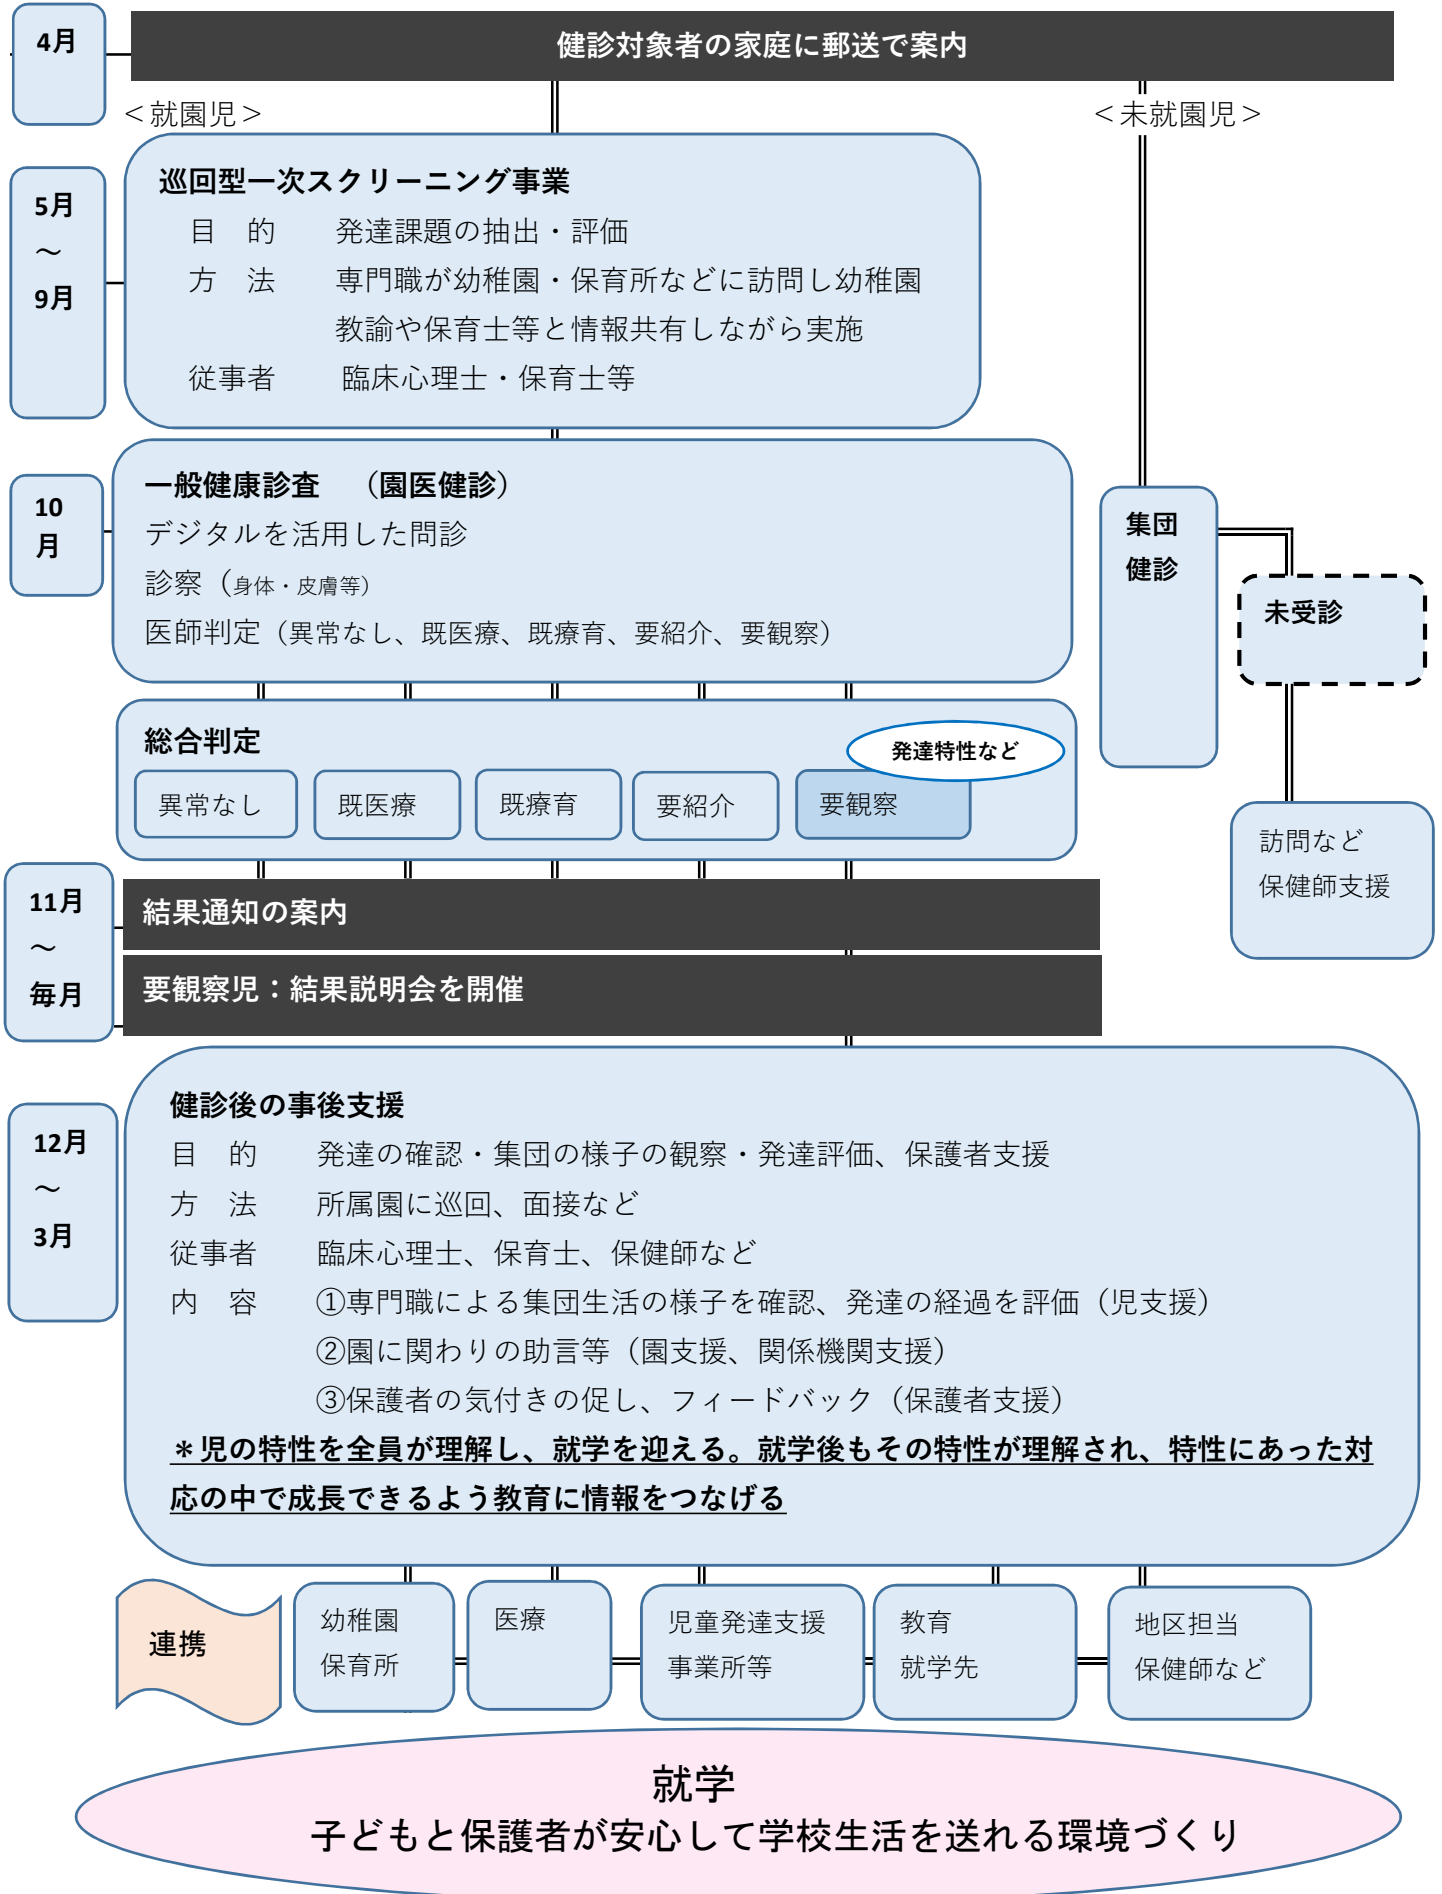 4月
健診対象者の家庭に郵送で案内
＜就園児＞
＜未就園児＞
5月
～
9月
巡回型一次スクリーニング事業
目　的　　発達課題の抽出・評価
方　法　　専門職が幼稚園・保育所などに訪問し幼稚園
教諭や保育士等と情報共有しながら実施
従事者　　臨床心理士・保育士等
10
月
一般健康診査　（園医健診）
デジタルを活用した問診
診察（身体・皮膚等）
医師判定（異常なし、既医療、既療育、要紹介、要観察）
集団
健診
未受診
訪問など
保健師支援
総合判定
発達特性など
異常なし
既医療
既療育
要紹介
要観察
11月
～
毎月
結果通知の案内
要観察児：結果説明会を開催
12月
～
3月
健診後の事後支援
目　的　　発達の確認・集団の様子の観察・発達評価、保護者支援
方　法　　所属園に巡回、面接など
従事者　　臨床心理士、保育士、保健師など
内　容　　①専門職による集団生活の様子を確認、発達の経過を評価（児支援）
②園に関わりの助言等（園支援、関係機関支援）
③保護者の気付きの促し、フィードバック（保護者支援）
＊児の特性を全員が理解し、就学を迎える。就学後もその特性が理解され、特性にあった対
応の中で成長できるよう教育に情報をつなげる
連携
幼稚園
保育所
医療
児童発達支援
事業所等
教育
就学先
地区担当
保健師など
就学
子どもと保護者が安心して学校生活を送れる環境づくり